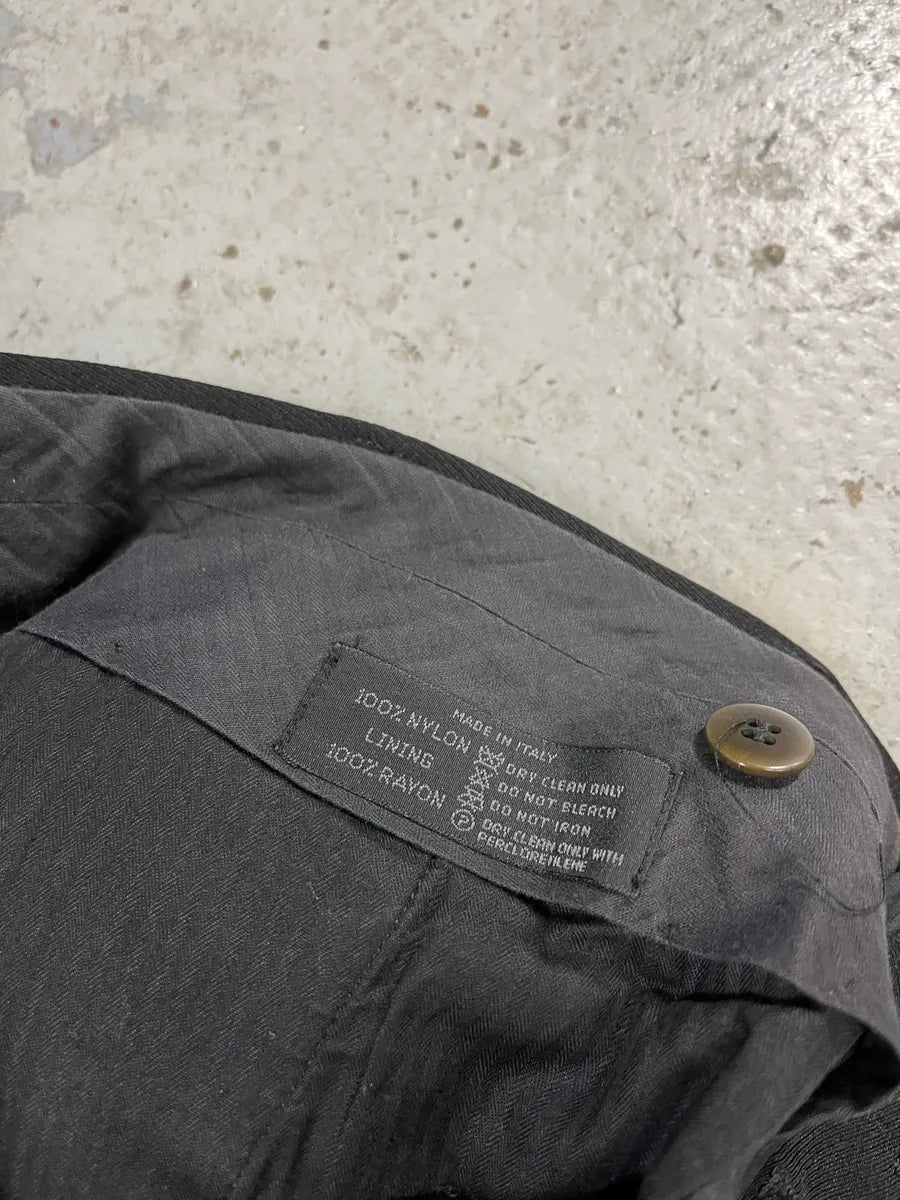 100% NYLON
LINING
100% RAYON
MADE IN ITALY
DRY CLEAN ONLY
DO NOT BLEACH
DO NOT IRON
Ⓟ DRY CLEAN ONLY WITH
PERCLOREHLENE